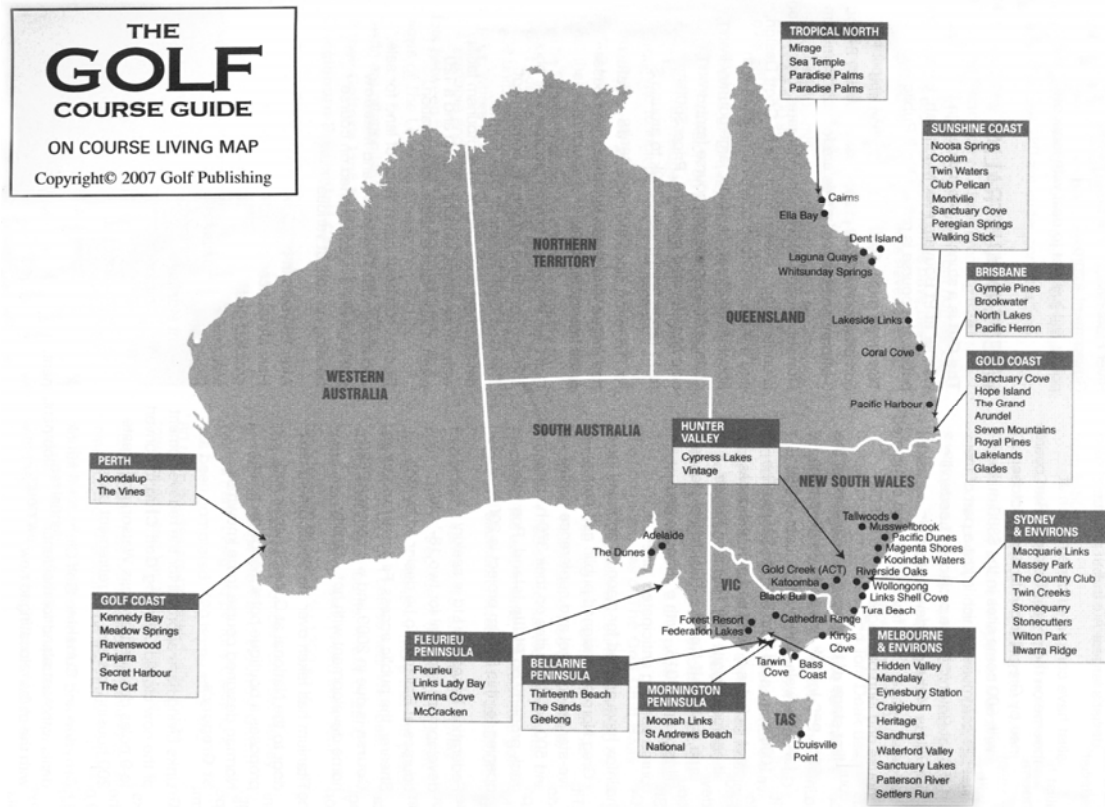 THE
GOLF
COURSE GUIDE
ON COURSE LIVING MAP
Copyright© 2007 Golf Publishing
TROPICAL NORTH
Mirage
Sea Temple
Paradise Palms
Paradise Palms
SUNSHINE COAST
Noosa Springs
Coolum
Twin Waters
Club Pelican
Montville
Sanctuary Cove
Peregian Springs
Walking Stick
Cairns
Ella Bay
Dent Island
Laguna Quays
Whitsunday Springs
NORTHERN
TERRITORY
QUEENSLAND
BRISBANE
Gympie Pines
Brookwater
North Lakes
Pacific Herron
Lakeside Links
Coral Cove
Pacific Harbour
GOLD COAST
Sanctuary Cove
Hope Island
The Grand
Arundel
Seven Mountains
Royal Pines
Lakelands
Glades
WESTERN
AUSTRALIA
SOUTH AUSTRALIA
HUNTER
VALLEY
Cypress Lakes
Vintage
NEW SOUTH WALES
PERTH
Joondalup
The Vines
Adelaide
The Dunes
Tallwoods
Musswellbrook
Pacific Dunes
Magenta Shores
Kooindah Waters
Gold Creek (ACT)
Riverside Oaks
Katoomba
Wollongong
Black Bull
Links Shell Cove
Tura Beach
VIC
Cathedral Range
Forest Resort
Federation Lakes
Kings
Cove
Tarwin
Cove
Bass
Coast
SYDNEY
& ENVIRONS
Macquarie Links
Massey Park
The Country Club
Twin Creeks
Stonequarry
Stonecutters
Wilton Park
Illwarra Ridge
GOLF COAST
Kennedy Bay
Meadow Springs
Ravenswood
Pinjarra
Secret Harbour
The Cut
FLEURIEU
PENINSULA
Fleurieu
Links Lady Bay
Wirrina Cove
McCracken
BELLARINE
PENINSULA
Thirteenth Beach
The Sands
Geelong
MORNINGTON
PENINSULA
Moonah Links
St Andrews Beach
National
MELBOURNE
& ENVIRONS
Hidden Valley
Mandalay
Eynesbury Station
Craigieburn
Heritage
Sandhurst
Waterford Valley
Sanctuary Lakes
Patterson River
Settlers Run
TAS
Louisville
Point